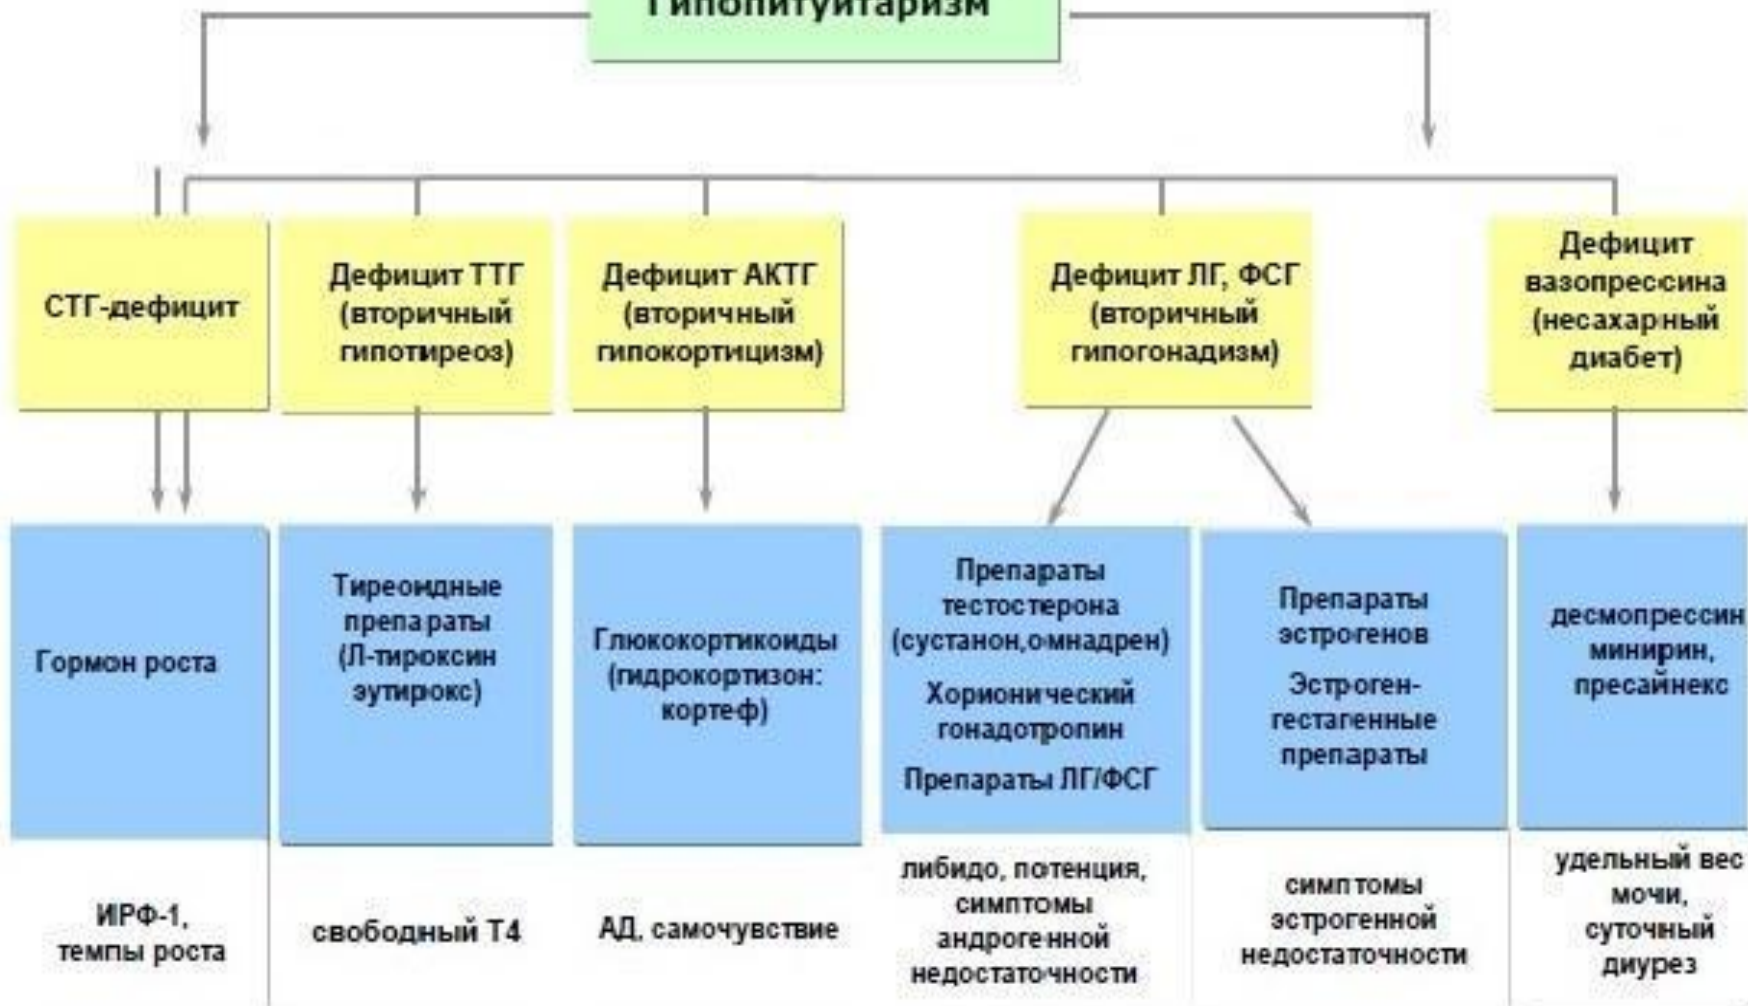 Гипопитуитаризм
СТГ-дефицит
Дефицит ТТГ
(вторичный
гипотиреоз)
Дефицит АКТГ
(вторичный
гипокортицизм)
Дефицит ЛГ, ФСГ
(вторичный
гипогонадизм)
Дефицит
вазопрессина
(несахарный
диабет)
Гормон роста
Тиреоидные
препараты
(Л-тироксин
эутирокс)
Глюкокортикоиды
(гидрокортизон:
кортеф)
Препараты
тестостерона
(сустанон,омнадрен)
Хорионический
гонадотропин
Препараты ЛГ/ФСГ
Препараты
эстрогенов
Эстроген-
гестагенные
препараты
десмопрессин
минирин,
пресайнекс
ИРФ-1,
темпы роста
свободный Т4
АД, самочувствие
либидо, потенция,
симптомы
андрогенной
недостаточности
симптомы
эстрогенной
недостаточности
удельный вес
мочи,
суточный
диурез